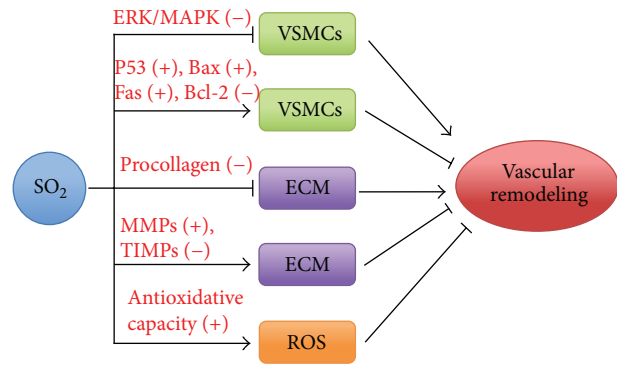 ERK/MAPK (−)
VSMCs
P53 (+), Bax (+),
Fas (+), Bcl-2 (−)
VSMCs
SO₂
Procollagen (−)
ECM
Vascular
remodeling
MMPs (+),
TIMPs (−)
ECM
Antioxidative
capacity (+)
ROS